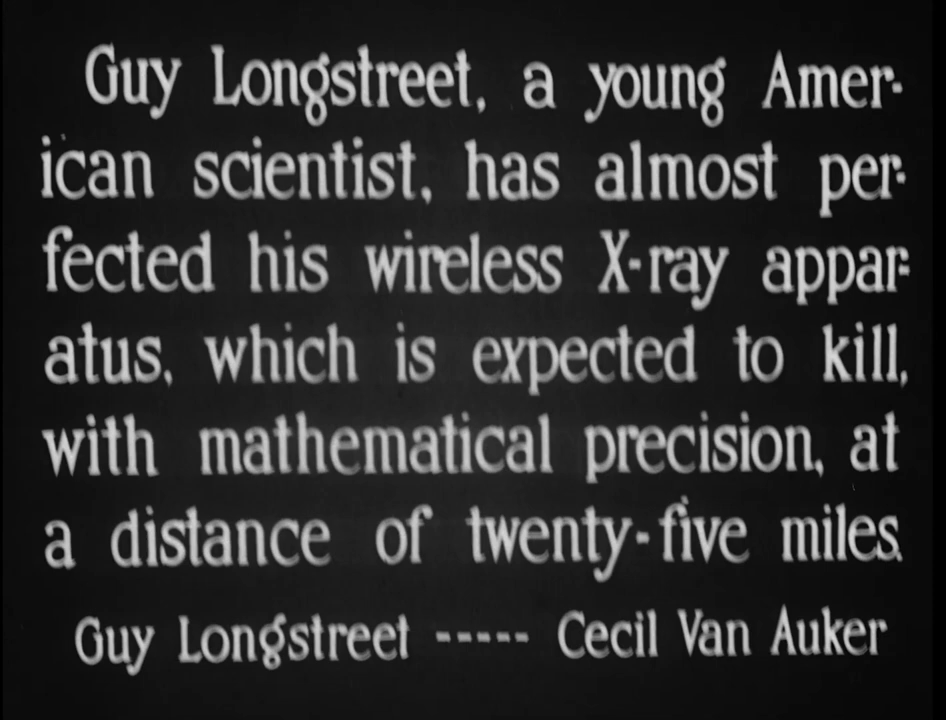 Guy Longstreet, a young Amer-
ican scientist, has almost per-
fected his wireless X-ray appar-
atus, which is expected to kill,
with mathematical precision, at
a distance of twenty-five miles.
Guy Longstreet ----- Cecil Van Auker